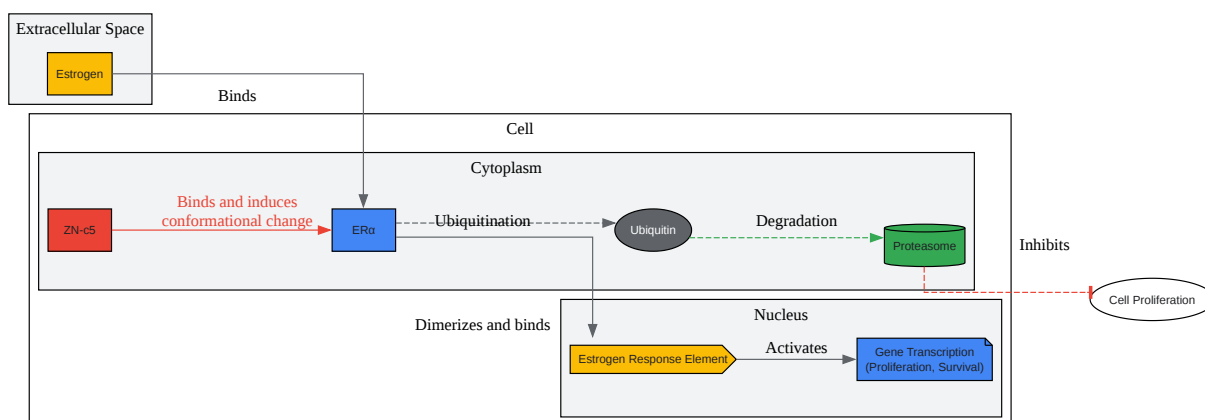 Extracellular Space
Estrogen
Binds
Cell
Cytoplasm
Binds and induces
conformational change
ZN-c5
ERα
Ubiquitination
Ubiquitin
Degradation
Proteasome
Inhibits
Cell Proliferation
Dimerizes and binds
Nucleus
Estrogen Response Element
Activates
Gene Transcription
(Proliferation, Survival)